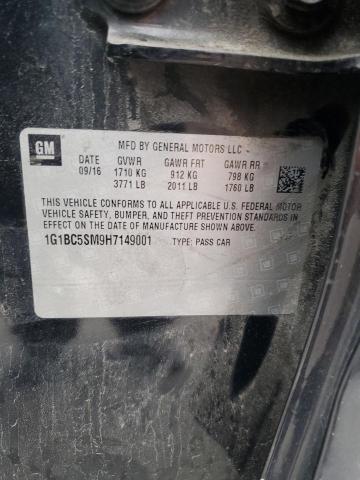 GM
MFD BY GENERAL MOTORS LLC
DATE GVWR GAWR FRT GAWR RR
09/16 1710 KG 912 KG 798 KG
3771 LB 2011 LB 1760 LB
THIS VEHICLE CONFORMS TO ALL APPLICABLE U.S. FEDERAL MOTOR
VEHICLE SAFETY, BUMPER, AND THEFT PREVENTION STANDARDS IN
EFFECT ON THE DATE OF MANUFACTURE SHOWN ABOVE.
1G1BC5SM9H7149001 TYPE: PASS CAR